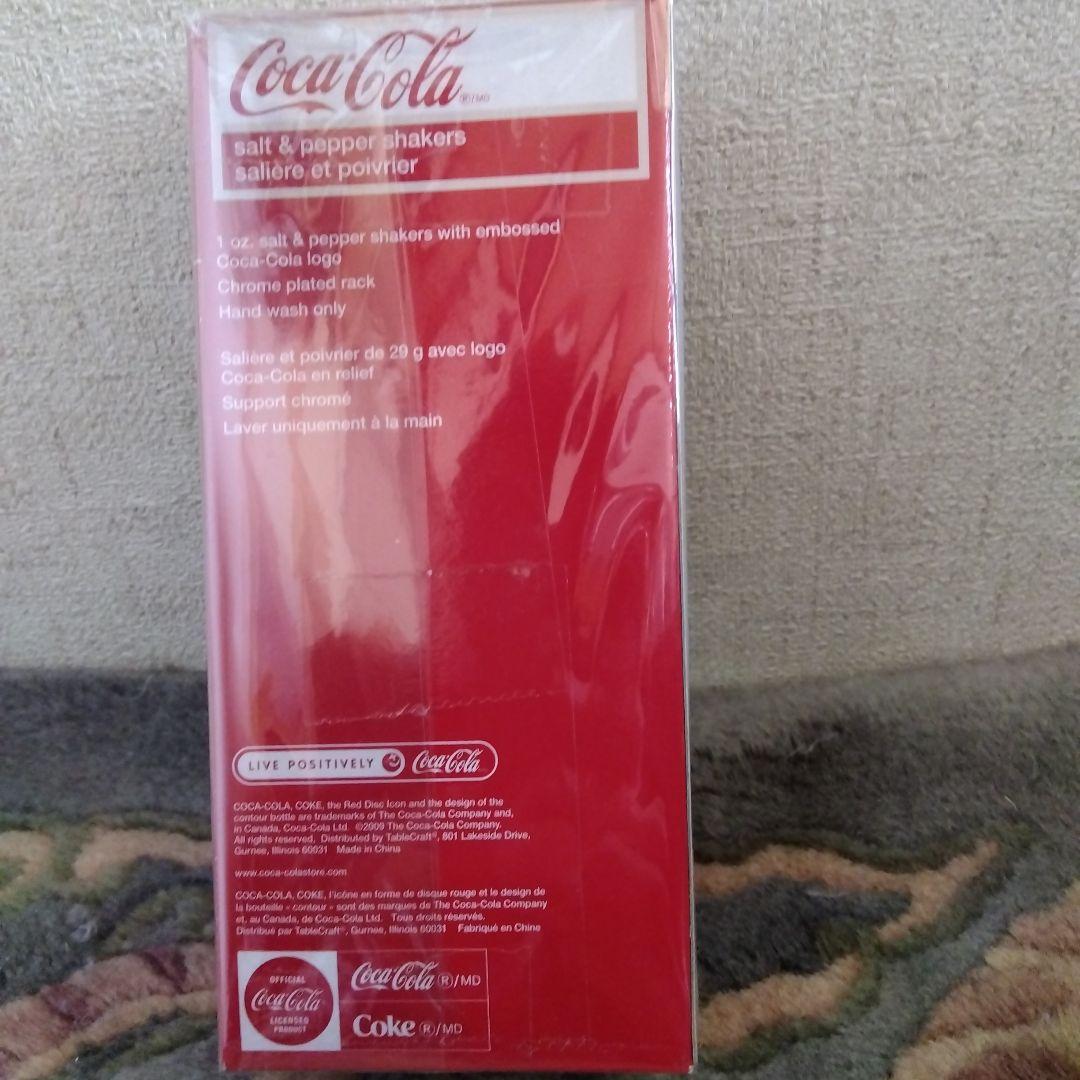 Coca-Cola ®/MD
salt & pepper shakers
salière et poivrier
1 oz. salt & pepper shakers with embossed
Coca-Cola logo
Chrome plated rack
Hand wash only
Salière et poivrier de 29 g avec logo
Coca-Cola en relief
Support chromé
Laver uniquement à la main
LIVE POSITIVELY Coca-Cola
COCA-COLA, COKE, the Red Disc Icon and the design of the
contour bottle are trademarks of The Coca-Cola Company and,
in Canada, Coca-Cola Ltd. ©2009 The Coca-Cola Company.
All rights reserved. Distributed by TableCraft®, 801 Lakeside Drive,
Gurnee, Illinois 60031 Made in China
www.coca-colastore.com
COCA-COLA, COKE, l'icône en forme de disque rouge et le design de
la bouteille « contour » sont des marques de The Coca-Cola Company
et, au Canada, de Coca-Cola Ltd. Tous droits réservés.
Distribué par TableCraft®, Gurnee, Illinois 60031 Fabriqué en Chine
OFFICIAL
Coca-Cola
LICENSED
PRODUCT
Coca-Cola ®/MD
Coke ®/MD